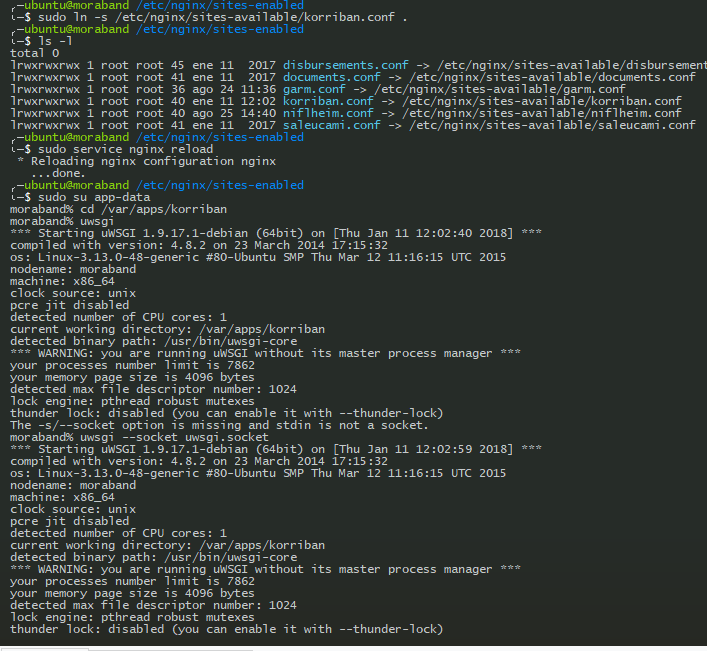 ╭─ubuntu@moraband /etc/nginx/sites-enabled
╰─$ sudo ln -s /etc/nginx/sites-available/korriban.conf .
╭─ubuntu@moraband /etc/nginx/sites-enabled
╰─$ ls -l
total 0
lrwxrwxrwx 1 root root 45 ene 11  2017 disbursements.conf -> /etc/nginx/sites-available/disbursement
lrwxrwxrwx 1 root root 41 ene 11  2017 documents.conf -> /etc/nginx/sites-available/documents.conf
lrwxrwxrwx 1 root root 36 ago 24 11:36 garm.conf -> /etc/nginx/sites-available/garm.conf
lrwxrwxrwx 1 root root 40 ene 11 12:02 korriban.conf -> /etc/nginx/sites-available/korriban.conf
lrwxrwxrwx 1 root root 40 ago 25 14:40 niflheim.conf -> /etc/nginx/sites-available/niflheim.conf
lrwxrwxrwx 1 root root 41 ene 11  2017 saleucami.conf -> /etc/nginx/sites-available/saleucami.conf
╭─ubuntu@moraband /etc/nginx/sites-enabled
╰─$ sudo service nginx reload
 * Reloading nginx configuration nginx
   ...done.
╭─ubuntu@moraband /etc/nginx/sites-enabled
╰─$ sudo su app-data
moraband% cd /var/apps/korriban
moraband% uwsgi
*** Starting uWSGI 1.9.17.1-debian (64bit) on [Thu Jan 11 12:02:40 2018] ***
compiled with version: 4.8.2 on 23 March 2014 17:15:32
os: Linux-3.13.0-48-generic #80-Ubuntu SMP Thu Mar 12 11:16:15 UTC 2015
nodename: moraband
machine: x86_64
clock source: unix
pcre jit disabled
detected number of CPU cores: 1
current working directory: /var/apps/korriban
detected binary path: /usr/bin/uwsgi-core
*** WARNING: you are running uWSGI without its master process manager ***
your processes number limit is 7862
your memory page size is 4096 bytes
detected max file descriptor number: 1024
lock engine: pthread robust mutexes
thunder lock: disabled (you can enable it with --thunder-lock)
The -s/--socket option is missing and stdin is not a socket.
moraband% uwsgi --socket uwsgi.socket
*** Starting uWSGI 1.9.17.1-debian (64bit) on [Thu Jan 11 12:02:59 2018] ***
compiled with version: 4.8.2 on 23 March 2014 17:15:32
os: Linux-3.13.0-48-generic #80-Ubuntu SMP Thu Mar 12 11:16:15 UTC 2015
nodename: moraband
machine: x86_64
clock source: unix
pcre jit disabled
detected number of CPU cores: 1
current working directory: /var/apps/korriban
detected binary path: /usr/bin/uwsgi-core
*** WARNING: you are running uWSGI without its master process manager ***
your processes number limit is 7862
your memory page size is 4096 bytes
detected max file descriptor number: 1024
lock engine: pthread robust mutexes
thunder lock: disabled (you can enable it with --thunder-lock)